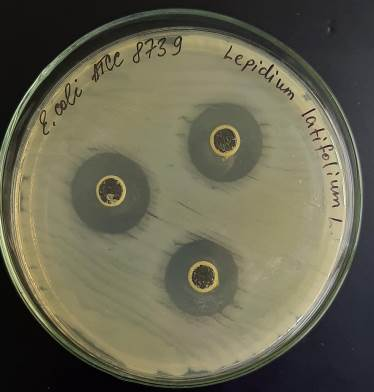 E. coli ATCC 8739
Lepidium latifolium L.